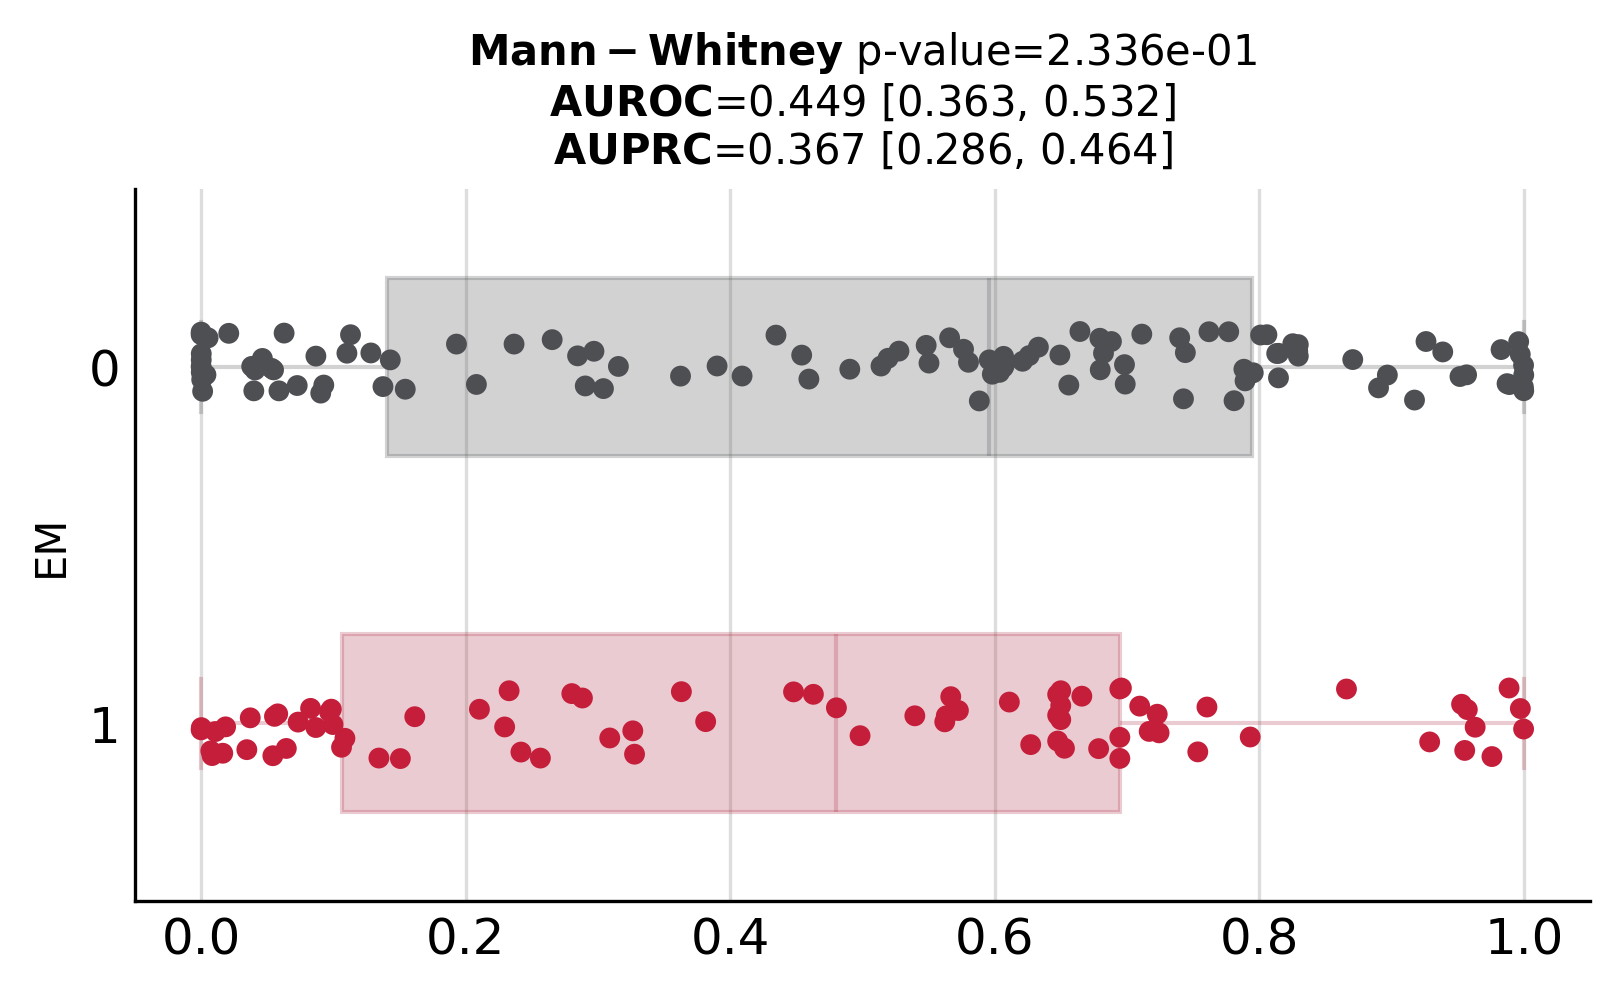 Mann − Whitney p-value=2.336e-01
AUROC=0.449 [0.363, 0.532]
AUPRC=0.367 [0.286, 0.464]
0
EM
1
0.0 0.2 0.4 0.6 0.8 1.0